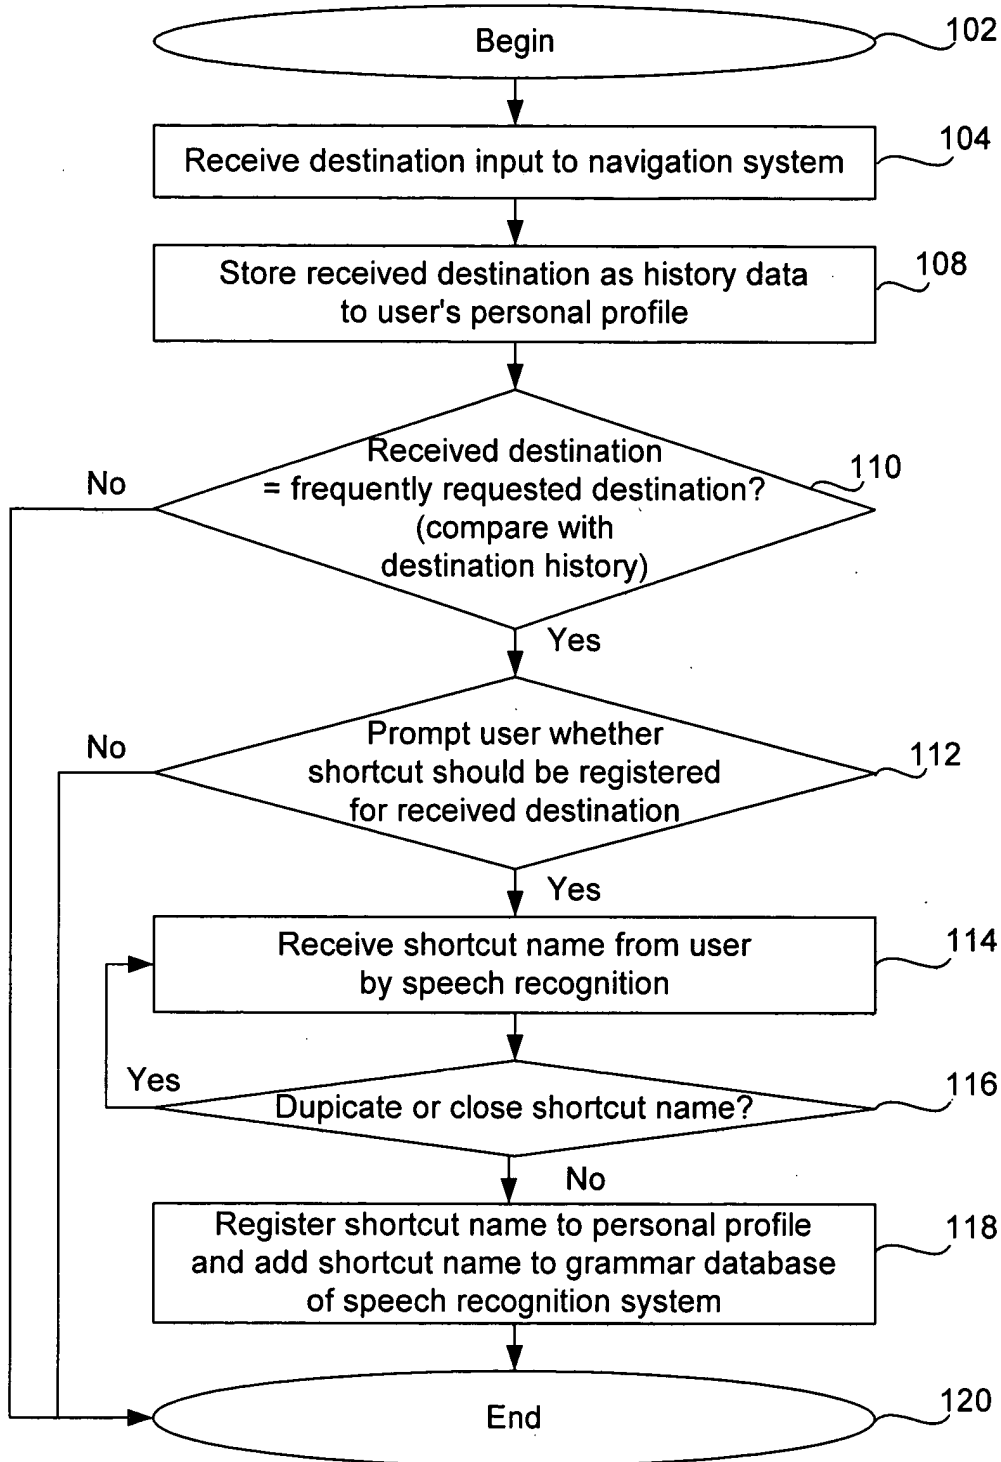 Begin
102
Receive destination input to navigation system
104
Store received destination as history data
to user's personal profile
108
Received destination
= frequently requested destination?
(compare with
destination history)
110
No
Yes
Prompt user whether
shortcut should be registered
for received destination
112
No
Yes
Receive shortcut name from user
by speech recognition
114
Yes
Dupicate or close shortcut name?
116
No
Register shortcut name to personal profile
and add shortcut name to grammar database
of speech recognition system
118
End
120